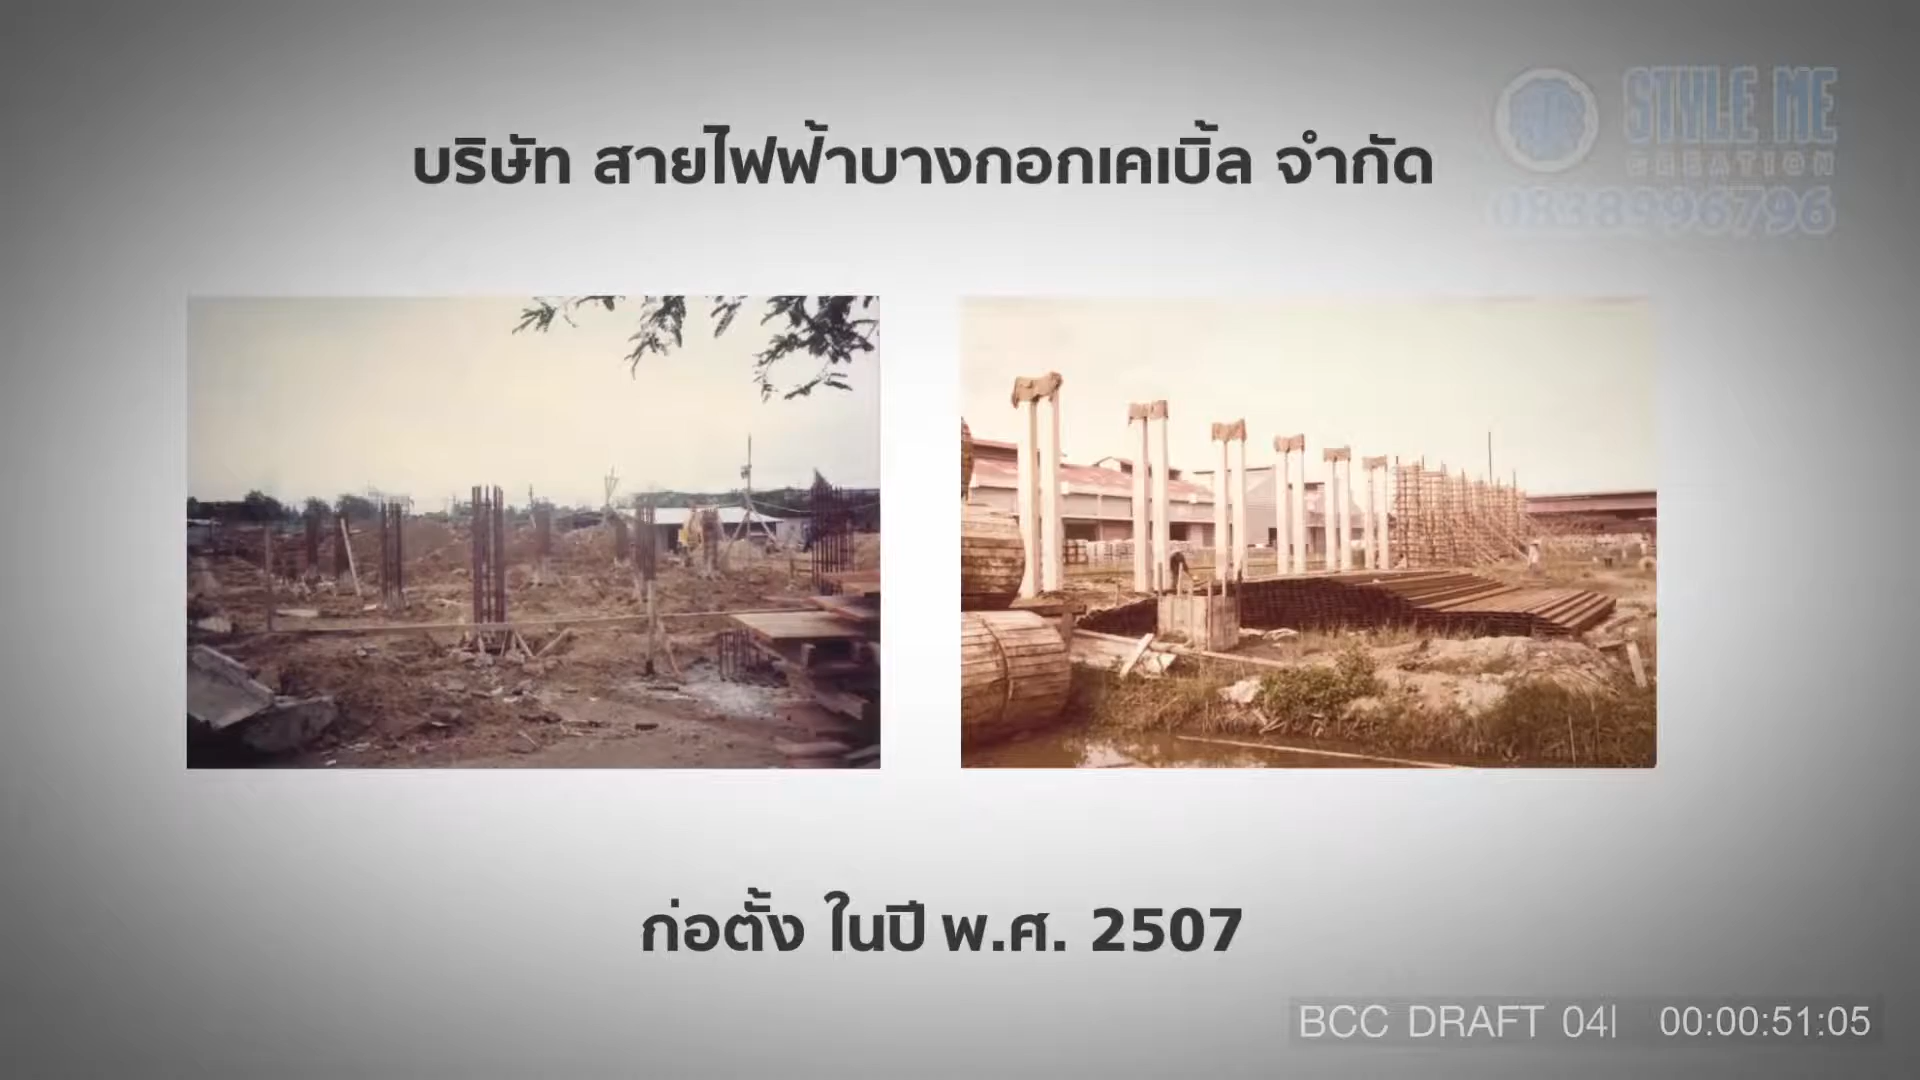 บริษัท สายไฟฟ้าบางกอกเคเบิ้ล จำกัด
STYLE ME
CREATION
0838996796
ก่อตั้ง ในปี พ.ศ. 2507
BCC DRAFT 04| 00:00:51:05